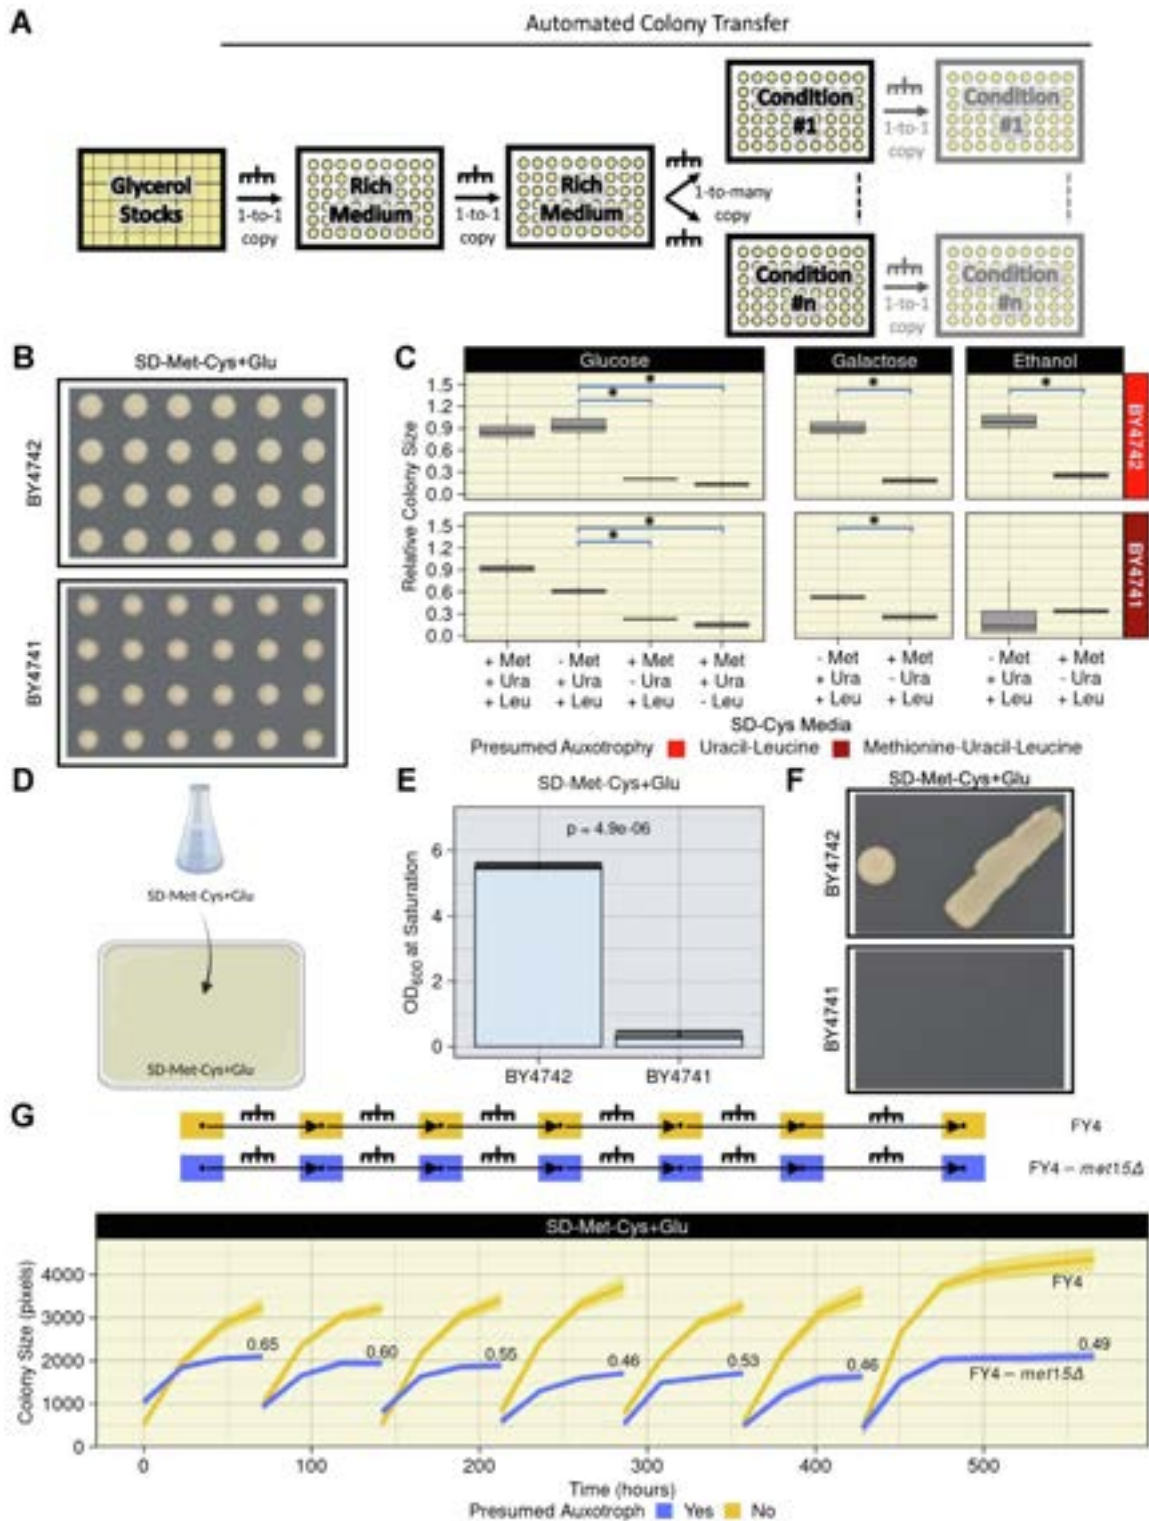 A
Automated Colony Transfer
Glycerol
Stocks
1-to-1
copy
Rich
Medium
1-to-1
copy
Rich
Medium
1-to-many
copy
Condition
#1
1-to-1
copy
Condition
#1
Condition
#n
1-to-1
copy
Condition
#n
B
SD-Met-Cys+Glu
BY4742
BY4741
C
Glucose
Galactose
Ethanol
Relative Colony Size
1.5
1.2
0.9
0.6
0.3
0.0
BY4742
1.5
1.2
0.9
0.6
0.3
0.0
BY4741
+ Met - Met + Met + Met - Met + Met - Met + Met
+ Ura + Ura - Ura + Ura + Ura - Ura + Ura - Ura
+ Leu + Leu + Leu - Leu + Leu + Leu + Leu + Leu
SD-Cys Media
Presumed Auxotrophy Uracil-Leucine Methionine-Uracil-Leucine
D
SD-Met-Cys+Glu
SD-Met-Cys+Glu
E
SD-Met-Cys+Glu
p = 4.9e-06
OD600 at Saturation
6
4
2
0
BY4742 BY4741
F
SD-Met-Cys+Glu
BY4742
BY4741
G
FY4
FY4 – met15Δ
SD-Met-Cys+Glu
Colony Size (pixels)
4000
3000
2000
1000
0
FY4
0.65 0.60 0.55 0.46 0.53 0.46 0.49
FY4 – met15Δ
0 100 200 300 400 500
Time (hours)
Presumed Auxotroph Yes No